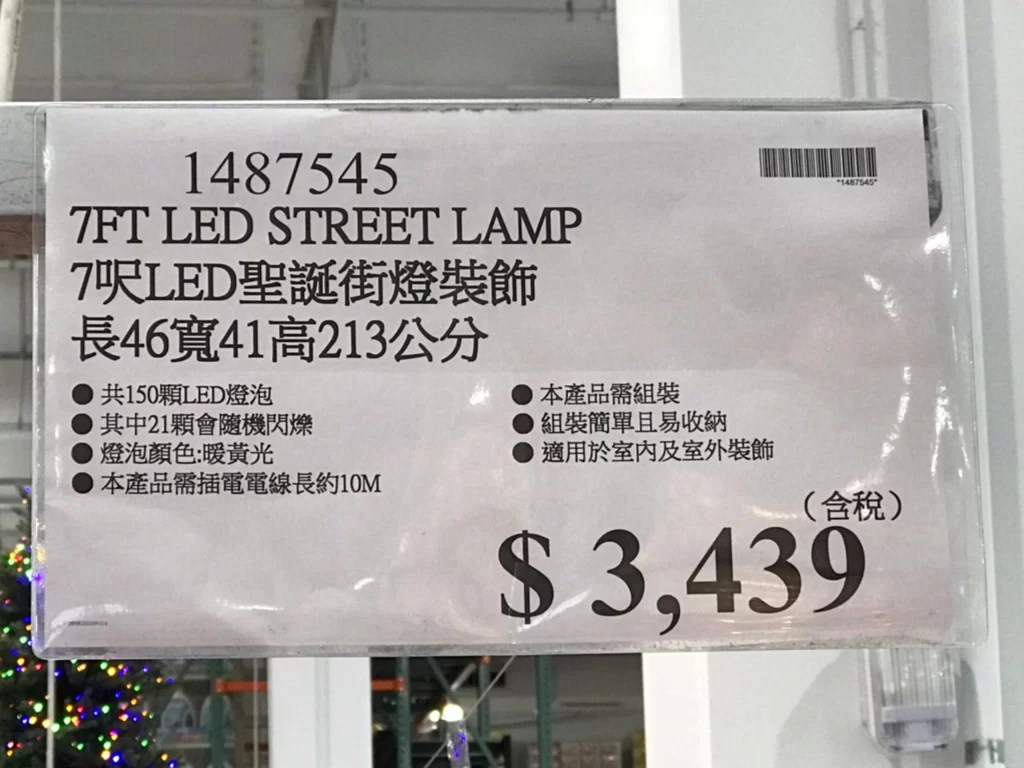 1487545
*1487545*
7FT LED STREET LAMP
7呎LED聖誕街燈裝飾
長46寬41高213公分
● 共150顆LED燈泡
● 其中21顆會隨機閃爍
● 燈泡顏色:暖黃光
● 本產品需插電電線長約10M
● 本產品需組裝
● 組裝簡單且易收納
● 適用於室內及室外裝飾
(含稅)
$ 3,439